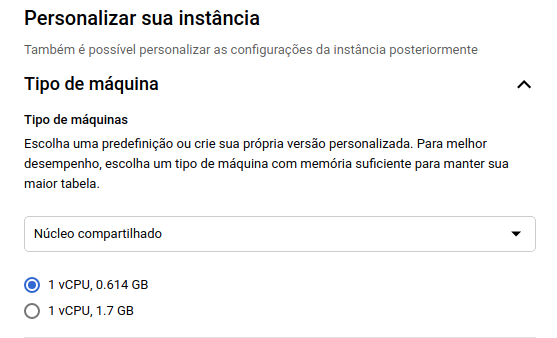 Personalizar sua instância
Também é possível personalizar as configurações da instância posteriormente
Tipo de máquina
Tipo de máquinas
Escolha uma predefinição ou crie sua própria versão personalizada. Para melhor
desempenho, escolha um tipo de máquina com memória suficiente para manter sua
maior tabela.
Núcleo compartilhado
1 vCPU, 0.614 GB
1 vCPU, 1.7 GB